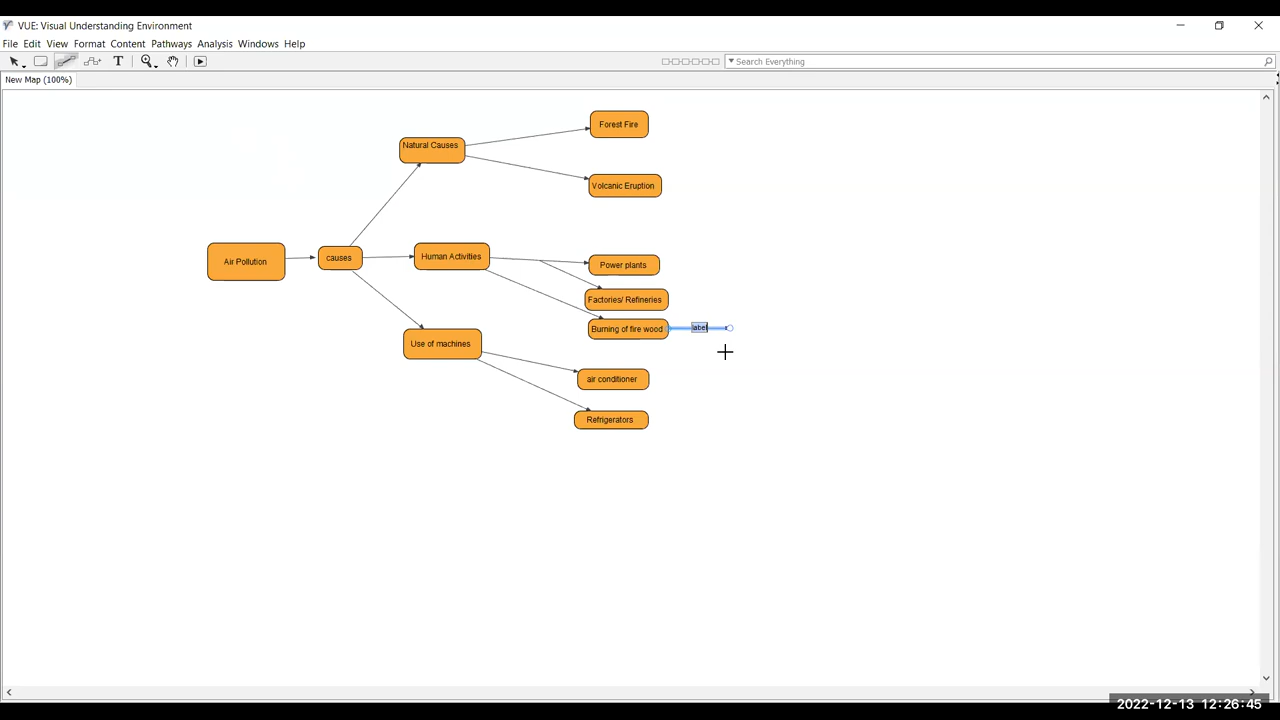 VUE: Visual Understanding Environment
File Edit View Format Content Pathways Analysis Windows Help
T
Search Everything
New Map (100%)
Forest Fire
Natural Causes
Volcanic Eruption
Air Pollution
causes
Human Activities
Power plants
Factories/ Refineries
Burning of fire wood
label
Use of machines
air conditioner
Refrigerators
2022-12-13 12:26:45